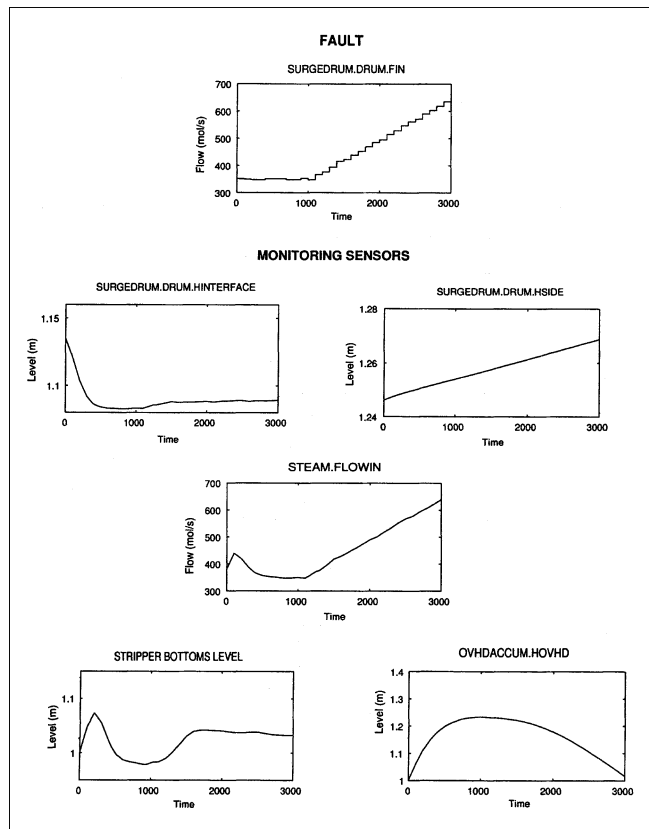 FAULT
SURGEDRUM.DRUM.FIN
700
600
500
400
300
Flow (mol/s)
0 1000 2000 3000
Time
MONITORING SENSORS
SURGEDRUM.DRUM.HINTERFACE
1.15
1.1
Level (m)
0 1000 2000 3000
Time
SURGEDRUM.DRUM.HSIDE
1.28
1.26
1.24
Level (m)
0 1000 2000 3000
Time
STEAM.FLOWIN
700
600
500
400
300
Flow (mol/s)
0 1000 2000 3000
Time
STRIPPER BOTTOMS LEVEL
1.1
1
Level (m)
0 1000 2000 3000
Time
OVHDACCUM.HOVHD
1.4
1.3
1.2
1.1
1
Level (m)
0 1000 2000 3000
Time